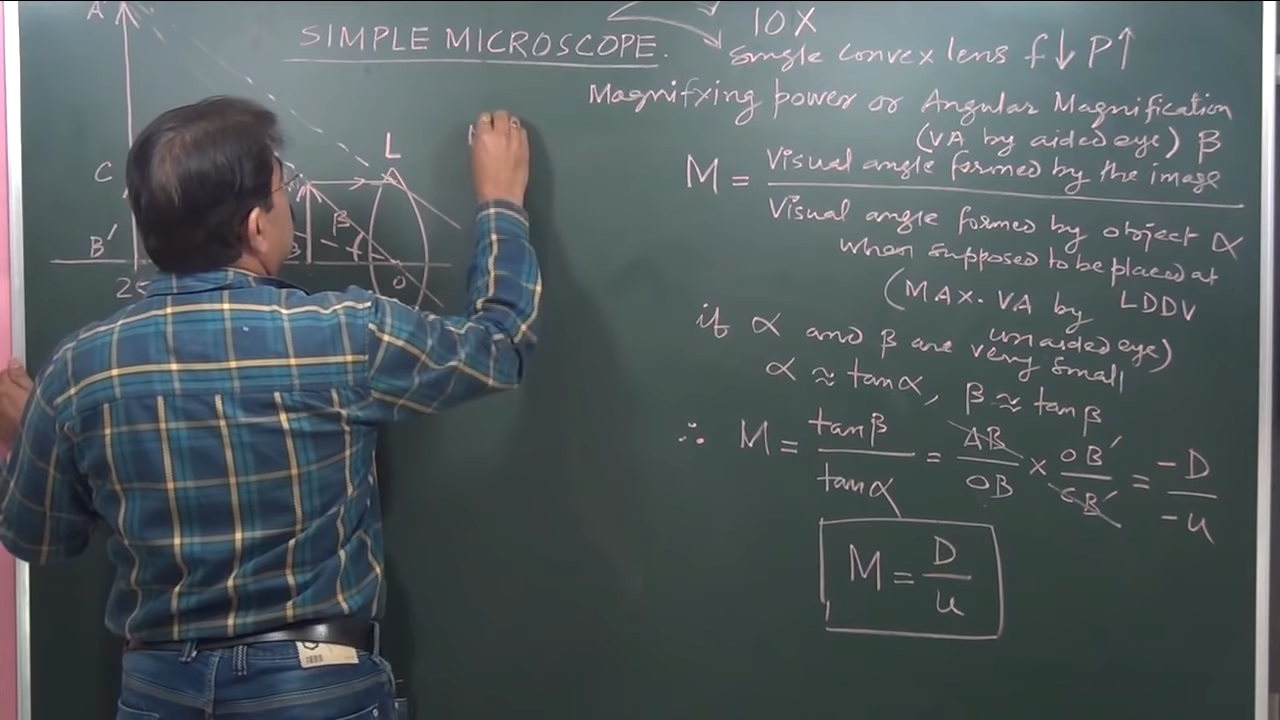 A'
SIMPLE MICROSCOPE.
10X
Single convex lens f↓ P↑
Magnifying power or Angular Magnification
(VA by aided eye) β
M = Visual angle formed by the image
Visual angle formed by object α
when supposed to be placed at
(MAX. VA by LDDV
unaided eye)
if α and β are very small
α ≈ tanα, β ≈ tanβ
∴ M = tanβ / tanα = AB / OB × OB' / CB' = -D / -u
M = D / u
L
C
β
B'
O